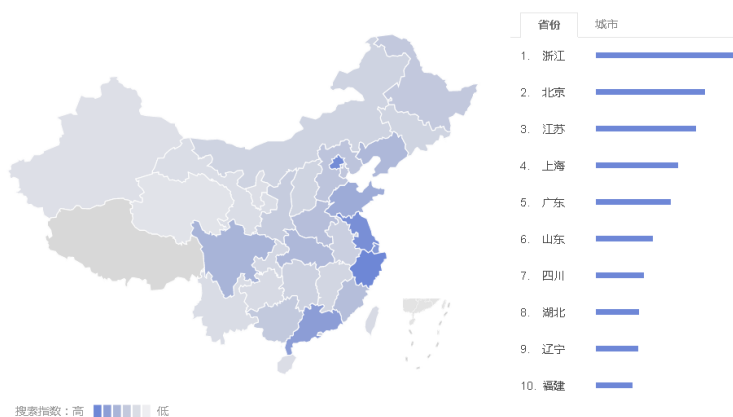 省份 城市
1. 浙江
2. 北京
3. 江苏
4. 上海
5. 广东
6. 山东
7. 四川
8. 湖北
9. 辽宁
10. 福建
搜索指数：高 低